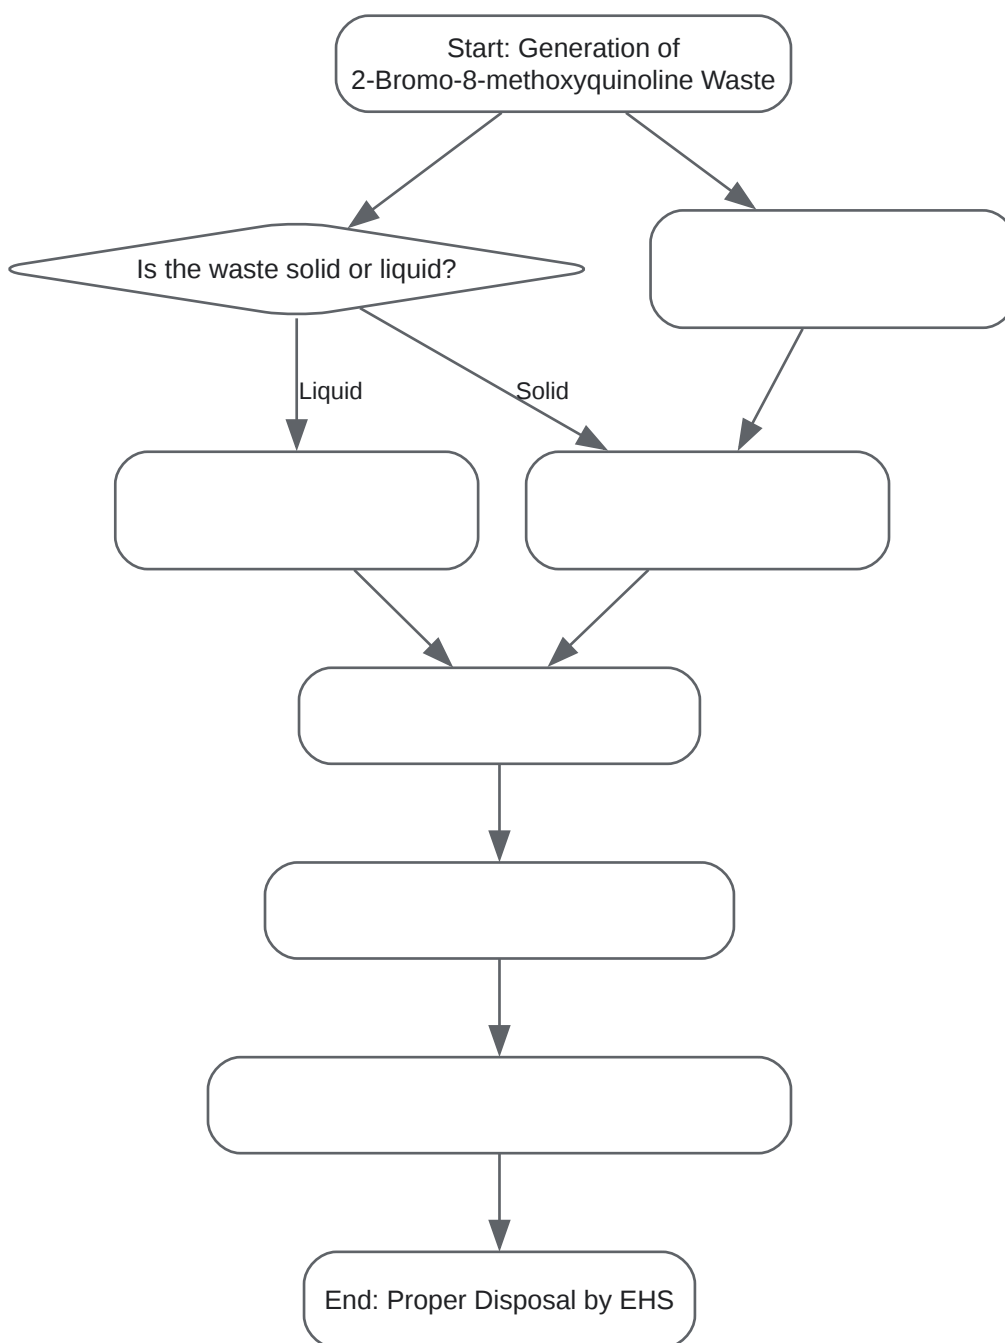 Start: Generation of
2-Bromo-8-methoxyquinoline Waste
Is the waste solid or liquid?
Liquid
Solid
End: Proper Disposal by EHS